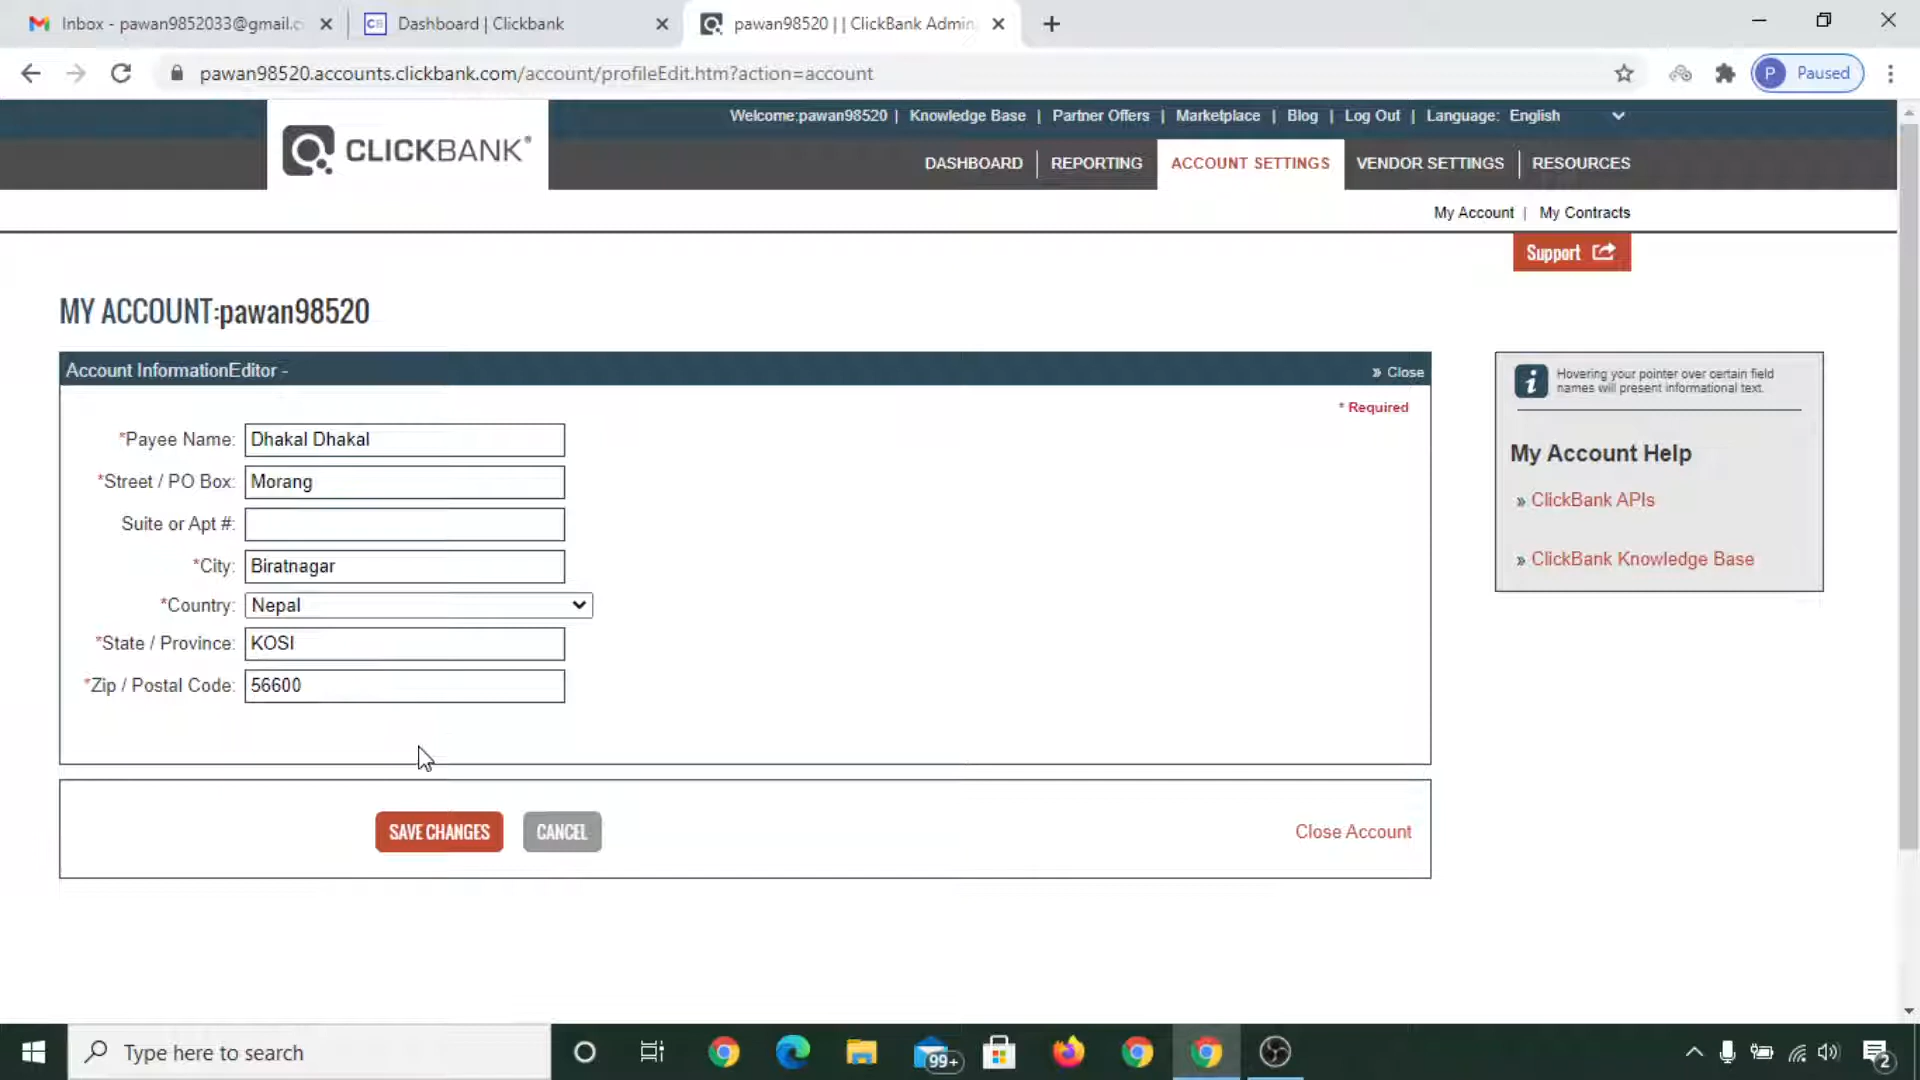 Inbox - pawan9852033@gmail.c
Dashboard | Clickbank
pawan98520 | | ClickBank Admin
pawan98520.accounts.clickbank.com/account/profileEdit.htm?action=account
P Paused
CLICKBANK®
Welcome:pawan98520 | Knowledge Base | Partner Offers | Marketplace | Blog | Log Out | Language: English
DASHBOARD REPORTING ACCOUNT SETTINGS VENDOR SETTINGS RESOURCES
My Account | My Contracts
Support
MY ACCOUNT:pawan98520
Account InformationEditor -
» Close
* Required
*Payee Name: Dhakal Dhakal
*Street / PO Box: Morang
Suite or Apt #:
*City: Biratnagar
*Country: Nepal
*State / Province: KOSI
*Zip / Postal Code: 56600
SAVE CHANGES
CANCEL
Close Account
Hovering your pointer over certain field
names will present informational text.
My Account Help
» ClickBank APIs
» ClickBank Knowledge Base
Type here to search
99+
2